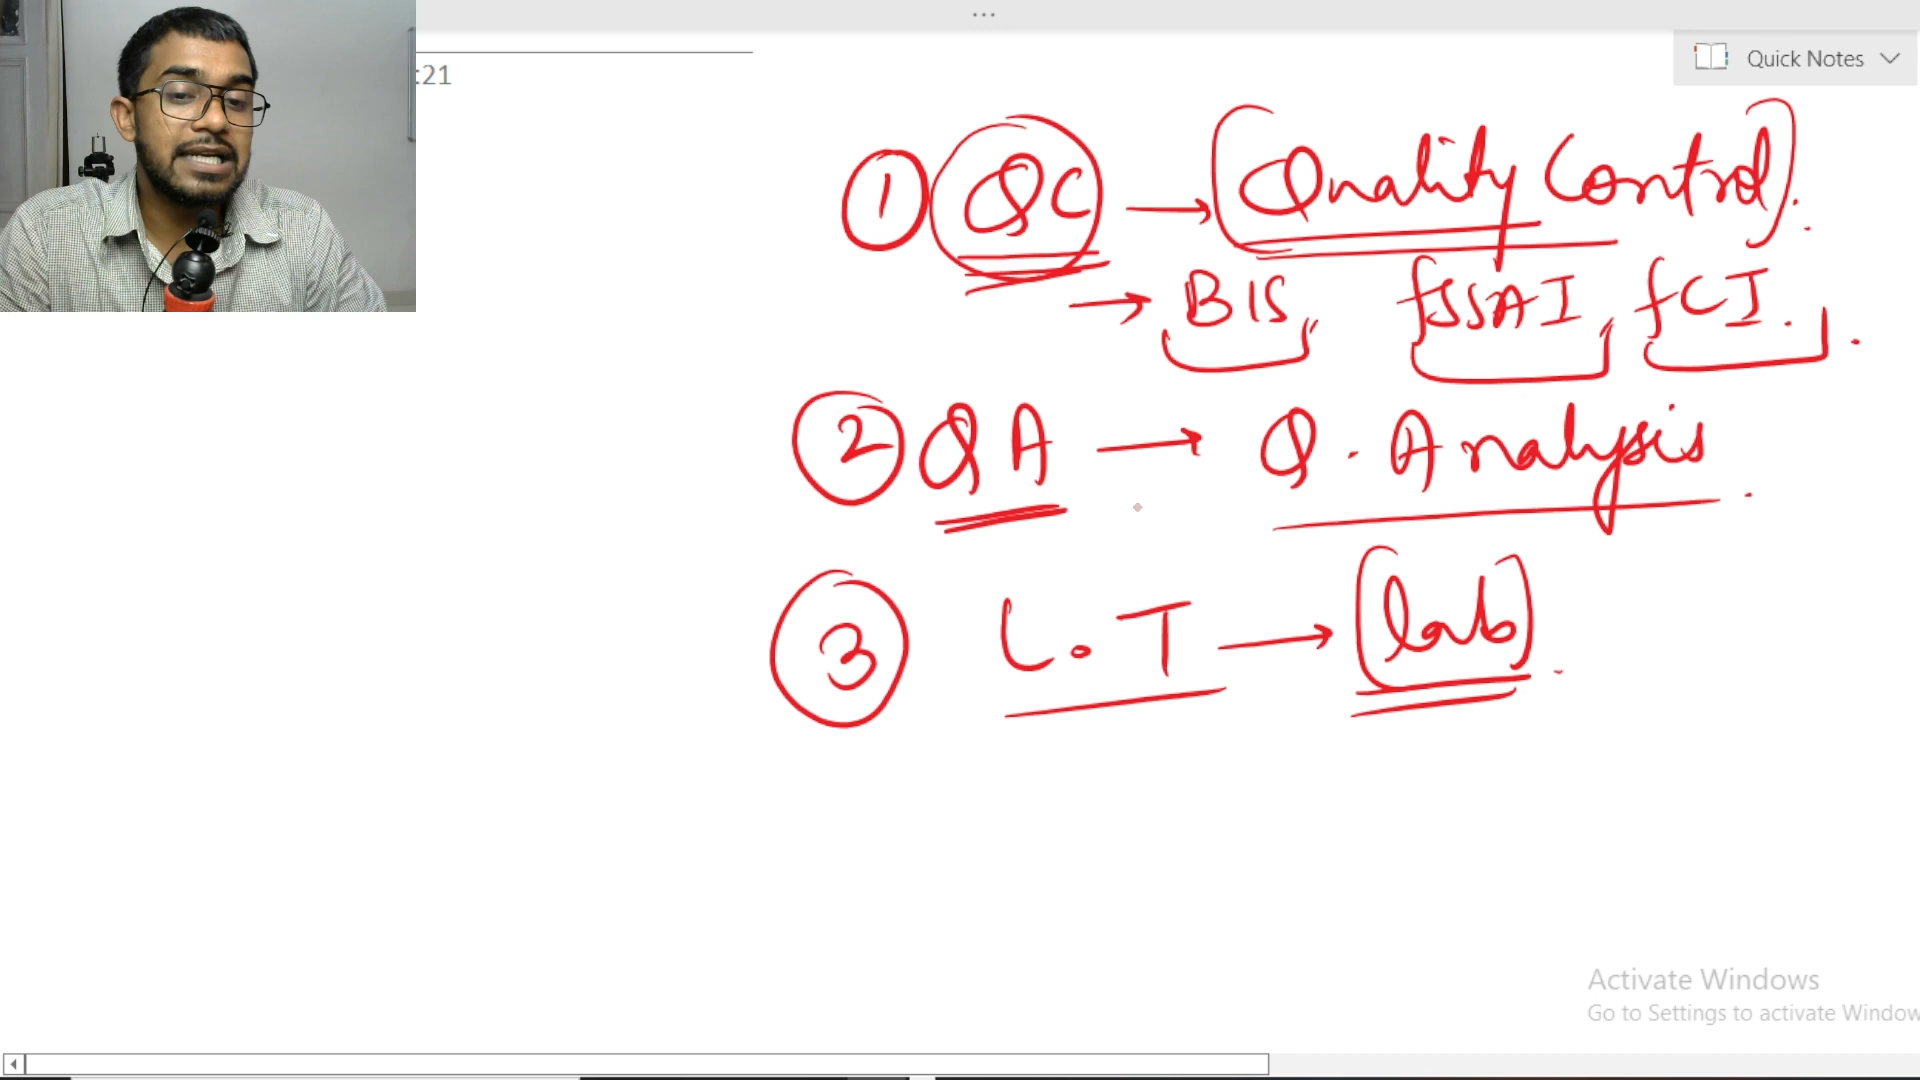 ...
:21
Quick Notes
① QC → (Quality Control).
→ BIS, fSSAI, fCI.
② QA → Q. Analysis.
③ L.T → (lab).
Activate Windows
Go to Settings to activate Window